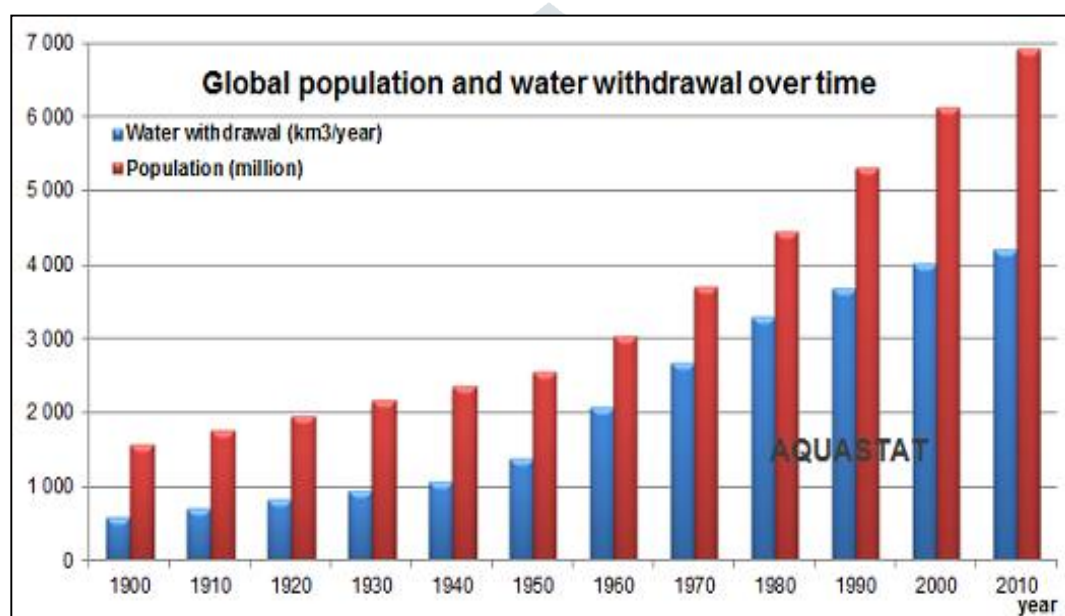 7 000
Global population and water withdrawal over time
6 000
Water withdrawal (km3/year)
Population (million)
5 000
4 000
3 000
2 000
AQUASTAT
1 000
0
1900 1910 1920 1930 1940 1950 1960 1970 1980 1990 2000 2010
year